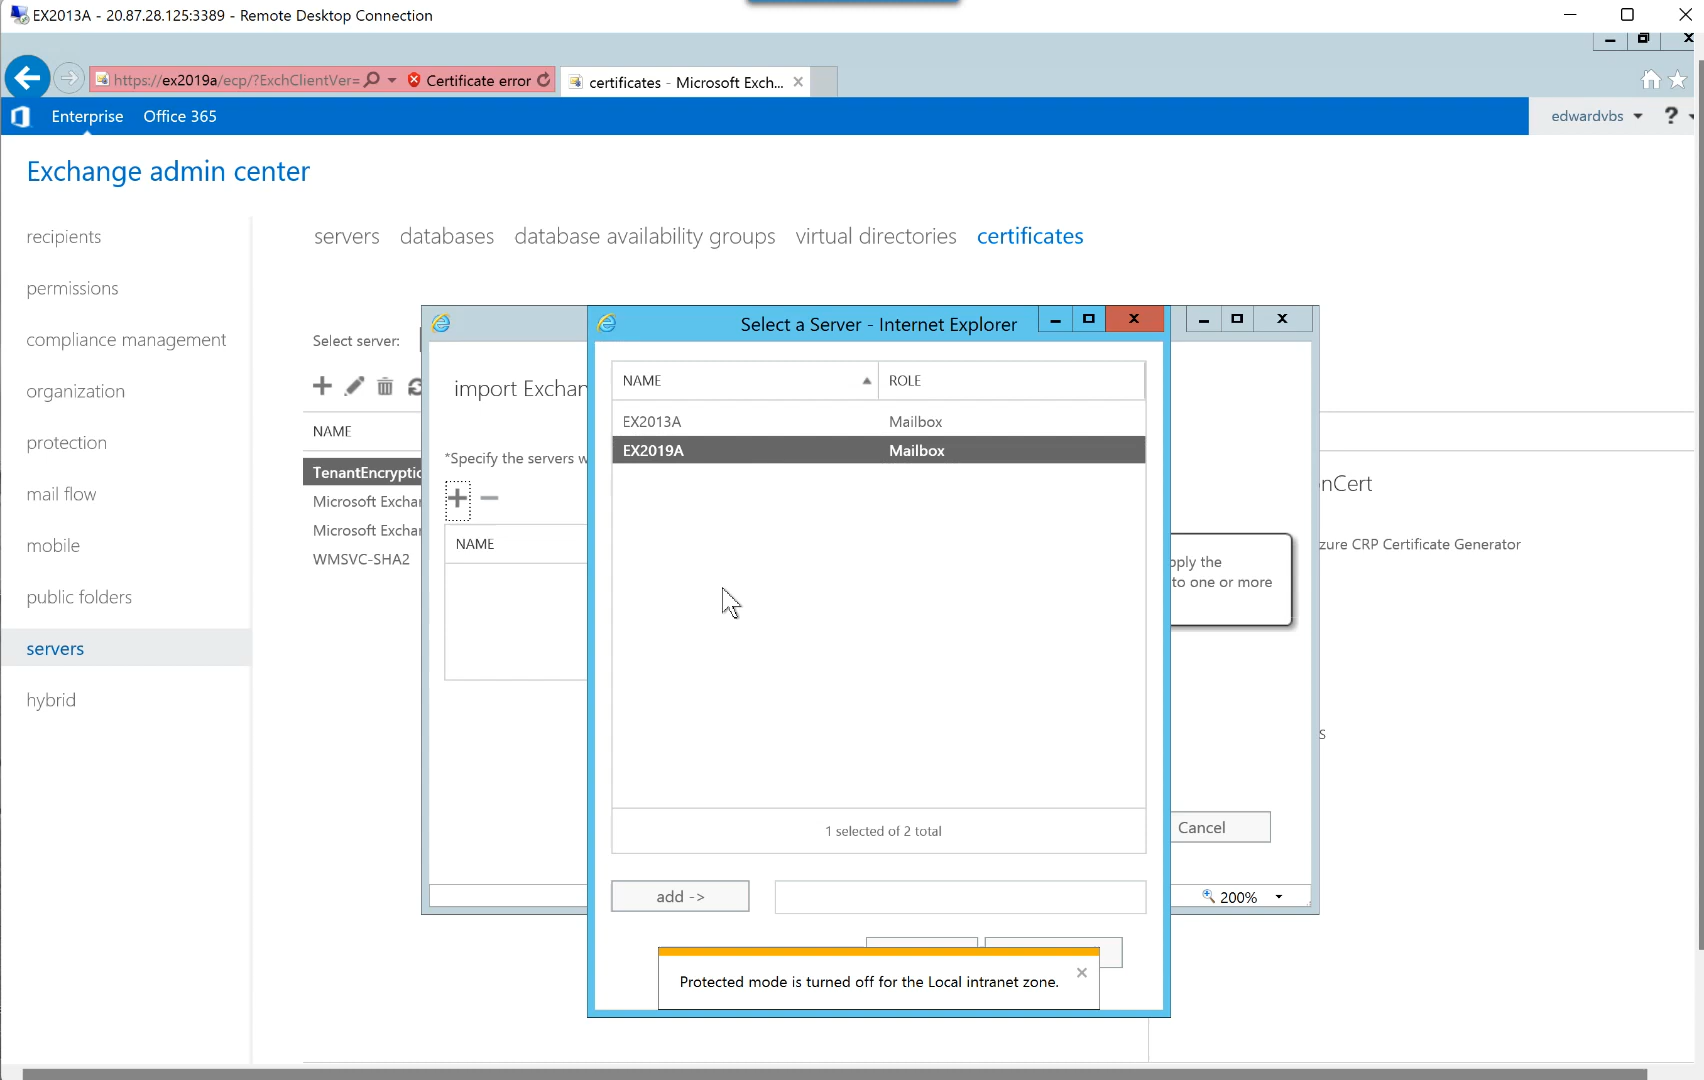 EX2013A - 20.87.28.125:3389 - Remote Desktop Connection
https://ex2019a/ecp/?ExchClientVer= Certificate error certificates - Microsoft Exch...
Enterprise Office 365 edwardvbs ?
Exchange admin center
recipients
permissions
compliance management
organization
protection
mail flow
mobile
public folders
servers
hybrid
servers databases database availability groups virtual directories certificates
Select server:
NAME
TenantEncryptic
Microsoft Exchar
Microsoft Exchar
WMSVC-SHA2
import Exchan
*Specify the servers w
NAME
Select a Server - Internet Explorer
NAME ROLE
EX2013A Mailbox
EX2019A Mailbox
1 selected of 2 total
add ->
Protected mode is turned off for the Local intranet zone.
pply the
to one or more
Cancel
200%
nCert
zure CRP Certificate Generator
s